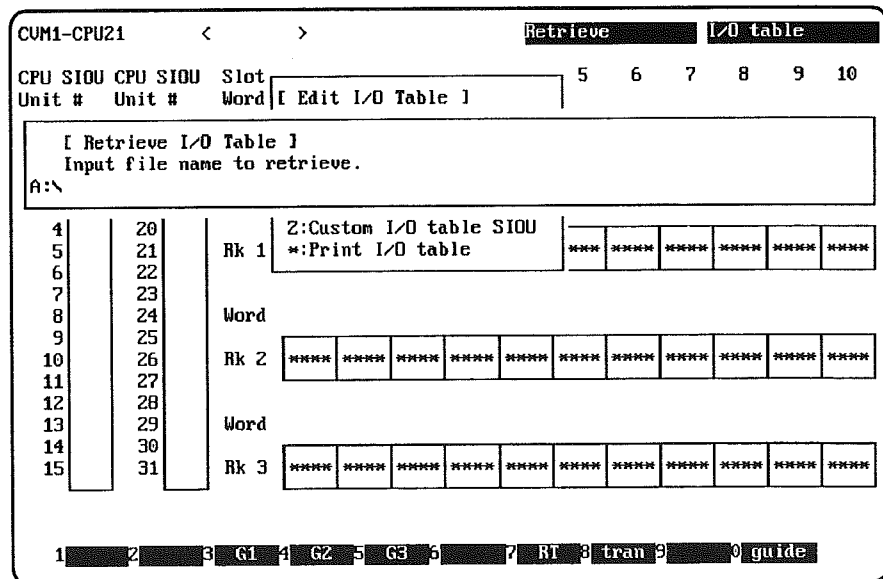 CVM1-CPU21 < > Retrieve I/O table
CPU SIOU CPU SIOU Slot 5 6 7 8 9 10
Unit # Unit # Word [ Edit I/O Table ]
[ Retrieve I/O Table ]
Input file name to retrieve.
A:\
4 20 2:Custom I/O table SIOU
5 21 Rk 1 *:Print I/O table *** **** **** **** **** ****
6 22
7 23
8 24 Word
9 25
10 26 Rk 2 **** **** **** **** **** **** **** **** **** **** ****
11 27
12 28
13 29 Word
14 30
15 31 Rk 3 **** **** **** **** **** **** **** **** **** **** ****
1 2 3 G1 4 G2 5 G3 6 7 RT 8 tran 9 0 guide